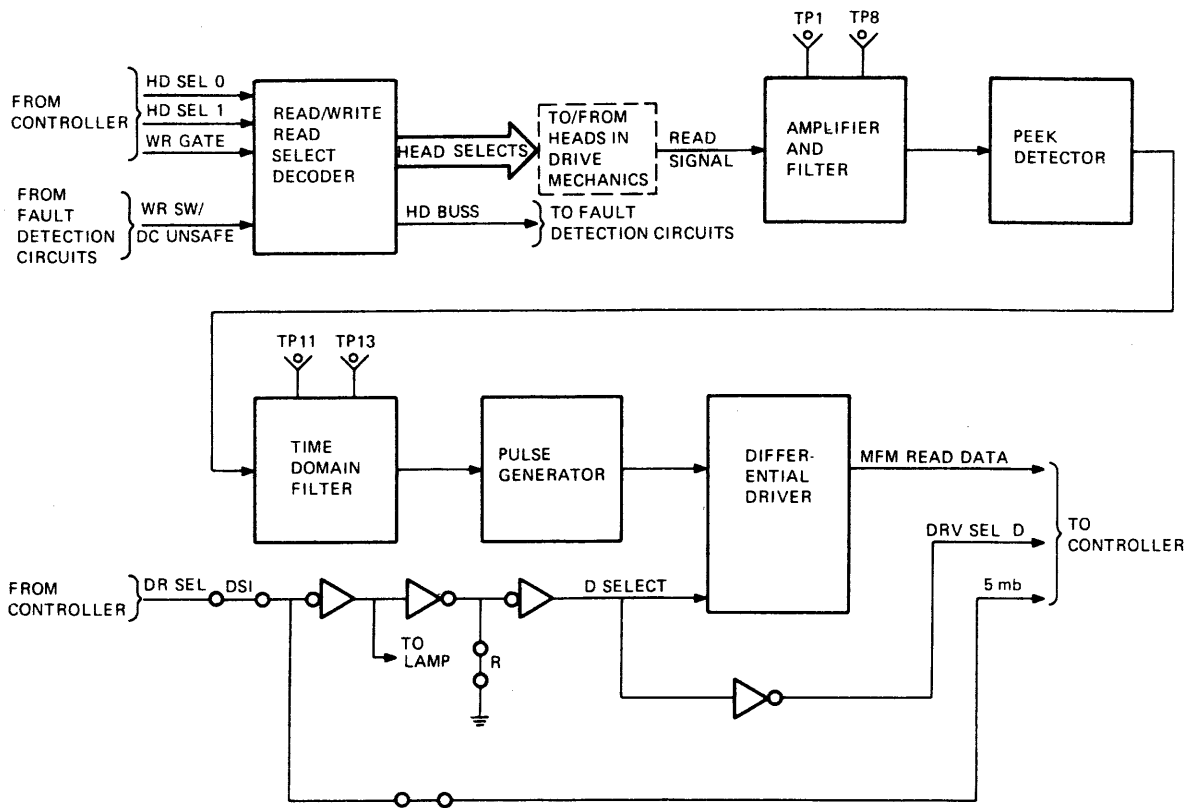 TP1
TP8
HD SEL 0
FROM
CONTROLLER
HD SEL 1
WR GATE
READ/WRITE
READ
SELECT
DECODER
HEAD SELECTS
TO/FROM
HEADS IN
DRIVE
MECHANICS
READ
SIGNAL
AMPLIFIER
AND
FILTER
PEEK
DETECTOR
FROM
FAULT
DETECTION
CIRCUITS
WR SW/
DC UNSAFE
HD BUSS
TO FAULT
DETECTION CIRCUITS
TP11
TP13
TIME
DOMAIN
FILTER
PULSE
GENERATOR
DIFFER-
ENTIAL
DRIVER
MFM READ DATA
DRV SEL D
TO
CONTROLLER
5 mb
FROM
CONTROLLER
DR SEL
DSI
D SELECT
TO
LAMP
R